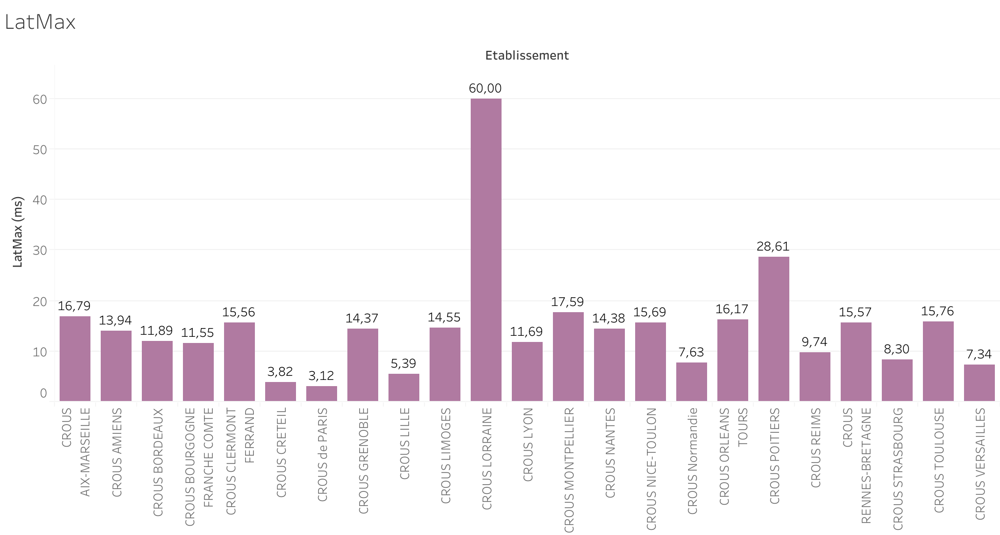 LatMax
Etablissement
LatMax (ms)
60
50
40
30
20
10
0
16,79
13,94
11,89
11,55
15,56
3,82
3,12
14,37
5,39
14,55
60,00
11,69
17,59
14,38
15,69
7,63
16,17
28,61
9,74
15,57
8,30
15,76
7,34
CROUS
AIX-MARSEILLE
CROUS AMIENS
CROUS BORDEAUX
CROUS BOURGOGNE
FRANCHE COMTE
CROUS CLERMONT
FERRAND
CROUS CRETEIL
CROUS de PARIS
CROUS GRENOBLE
CROUS LILLE
CROUS LIMOGES
CROUS LORRAINE
CROUS LYON
CROUS MONTPELLIER
CROUS NANTES
CROUS NICE-TOULON
CROUS Normandie
CROUS ORLEANS
TOURS
CROUS POITIERS
CROUS REIMS
CROUS
RENNES-BRETAGNE
CROUS STRASBOURG
CROUS TOULOUSE
CROUS VERSAILLES